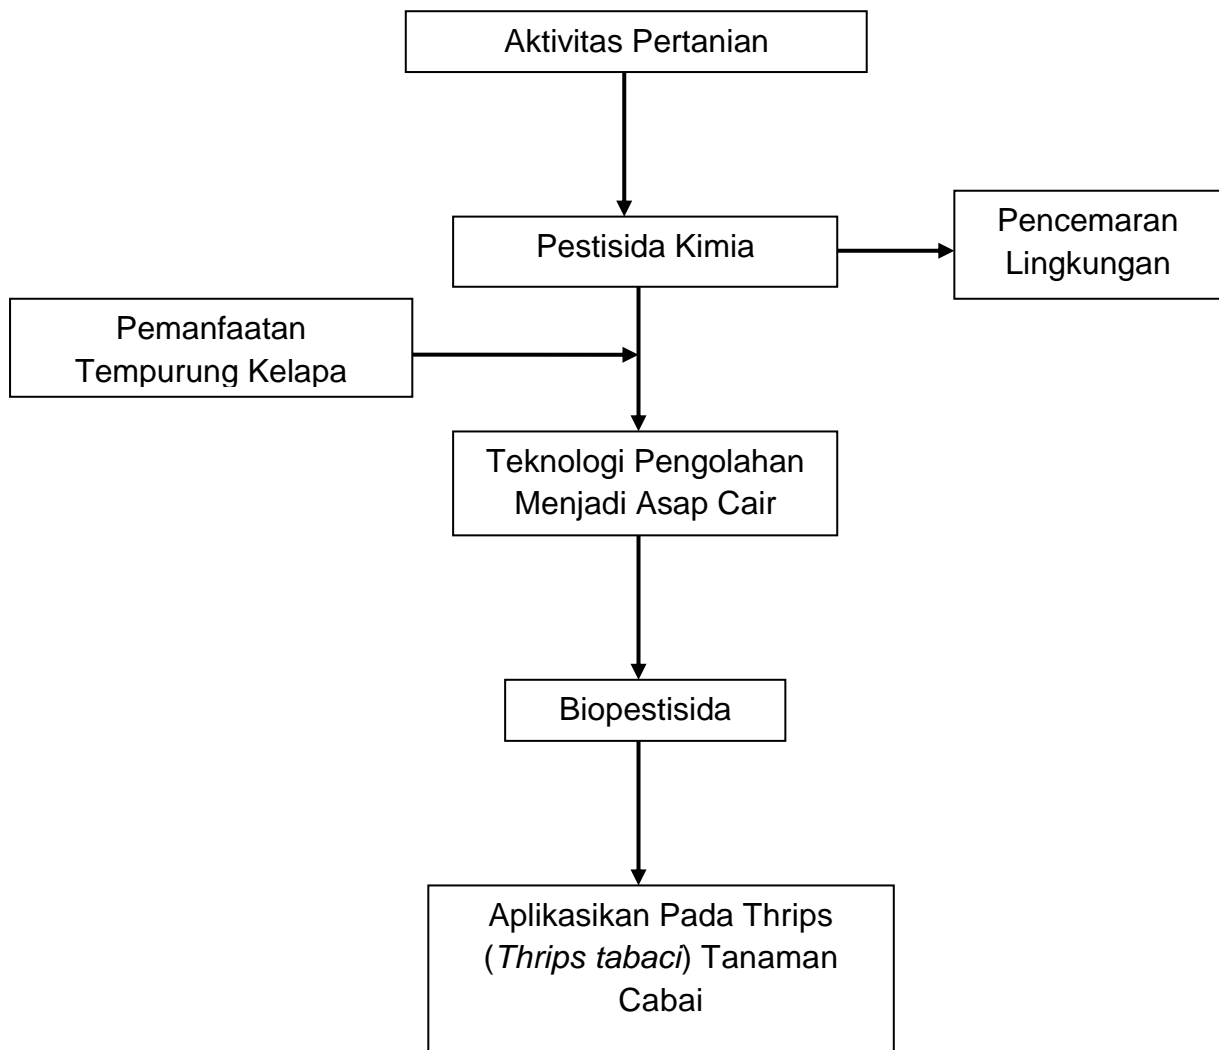 Aktivitas Pertanian
Pestisida Kimia
Pencemaran
Lingkungan
Pemanfaatan
Tempurung Kelapa
Teknologi Pengolahan
Menjadi Asap Cair
Biopestisida
Aplikasikan Pada Thrips
(Thrips tabaci) Tanaman
Cabai